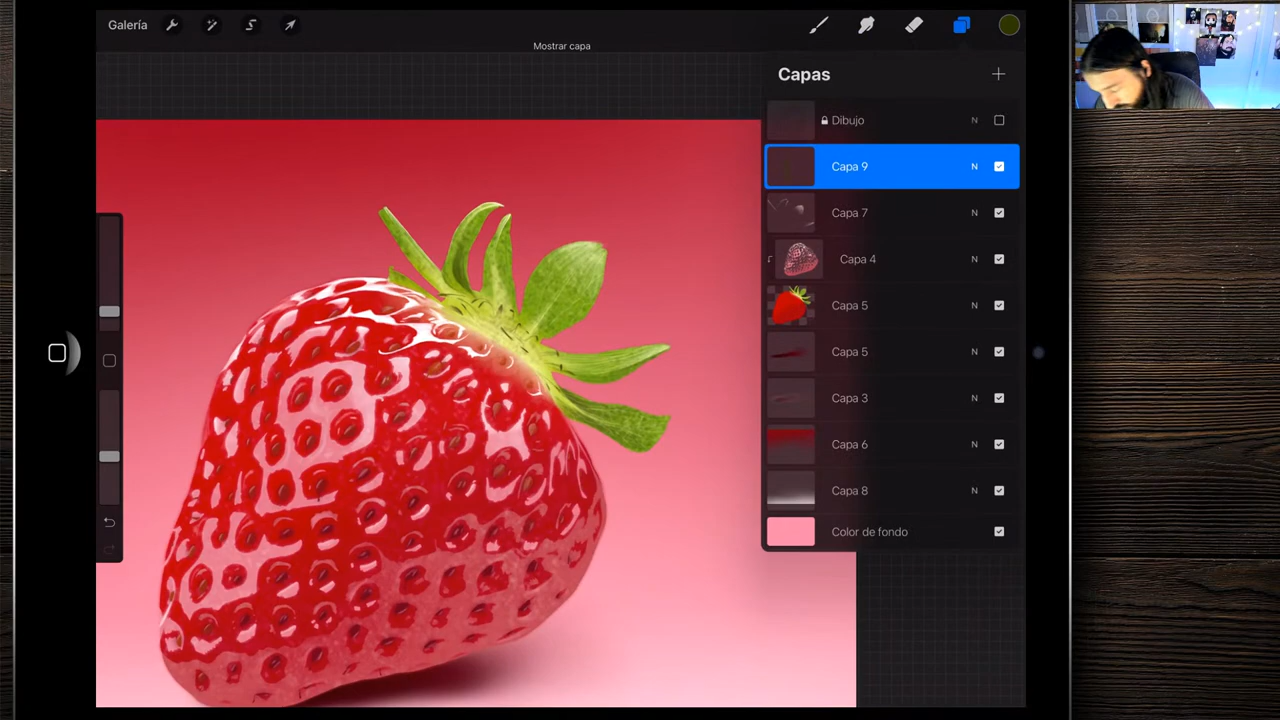 Galería
Mostrar capa
Capas
Dibujo N
Capa 9 N
Capa 7 N
Capa 4 N
Capa 5 N
Capa 5 N
Capa 3 N
Capa 6 N
Capa 8 N
Color de fondo